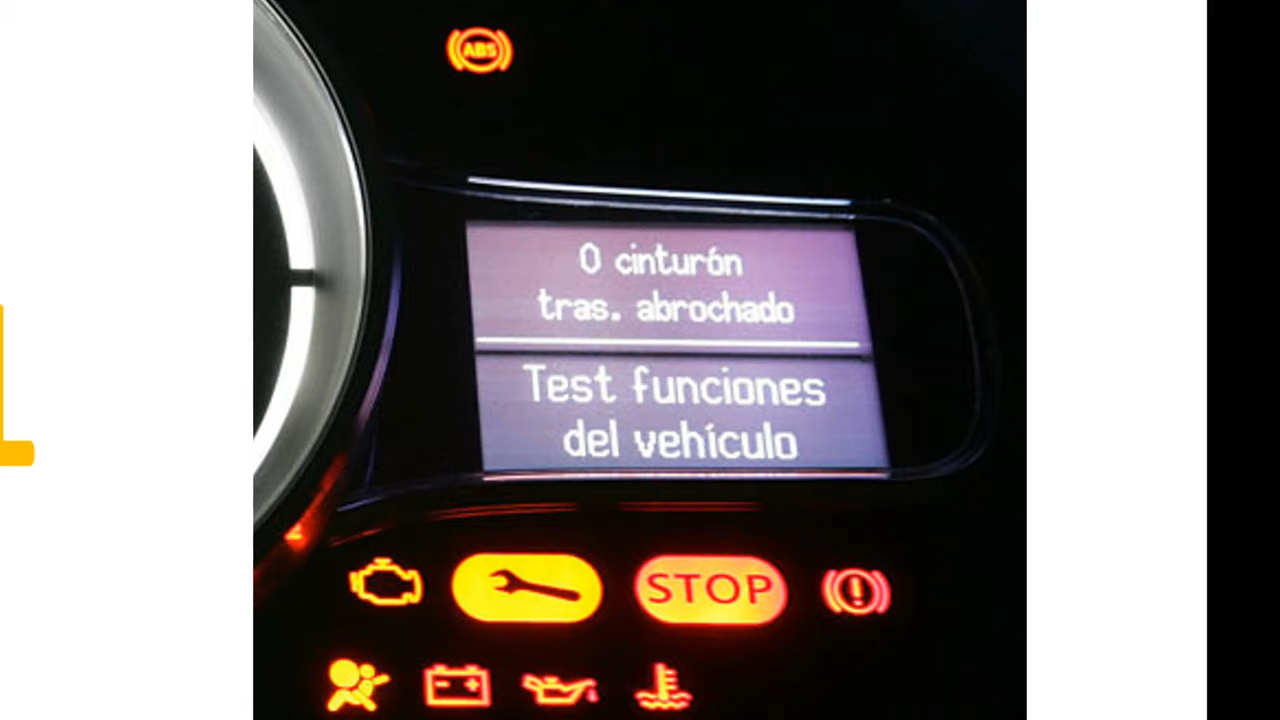 ABS
0 cinturón
tras. abrochado
Test funciones
del vehículo
STOP